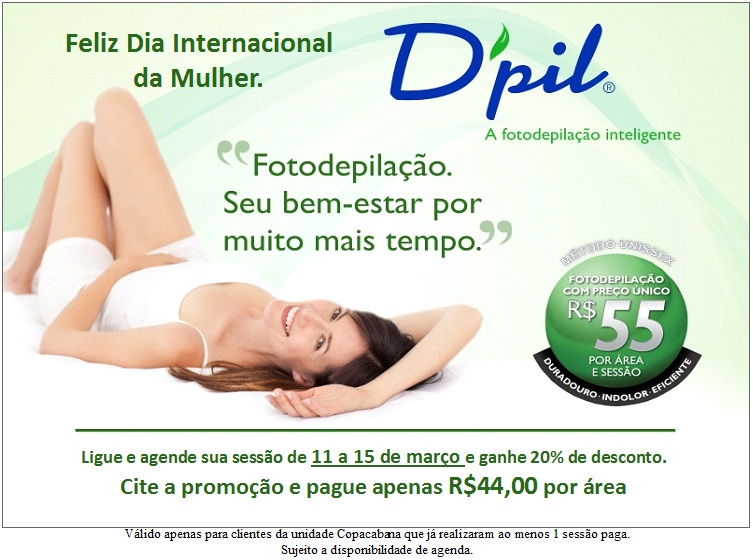 Feliz Dia Internacional
da Mulher.
D'pil®
A fotodepilação inteligente
“Fotodepilação.
Seu bem-estar por
muito mais tempo.”
MÉTODO UNISSEX
FOTODEPILAÇÃO
COM PREÇO ÚNICO
R$ 55
POR ÁREA
E SESSÃO
DURADOURO · INDOLOR · EFICIENTE
Ligue e agende sua sessão de 11 a 15 de março e ganhe 20% de desconto.
Cite a promoção e pague apenas R$44,00 por área
Válido apenas para clientes da unidade Copacabana que já realizaram ao menos 1 sessão paga.
Sujeito a disponibilidade de agenda.